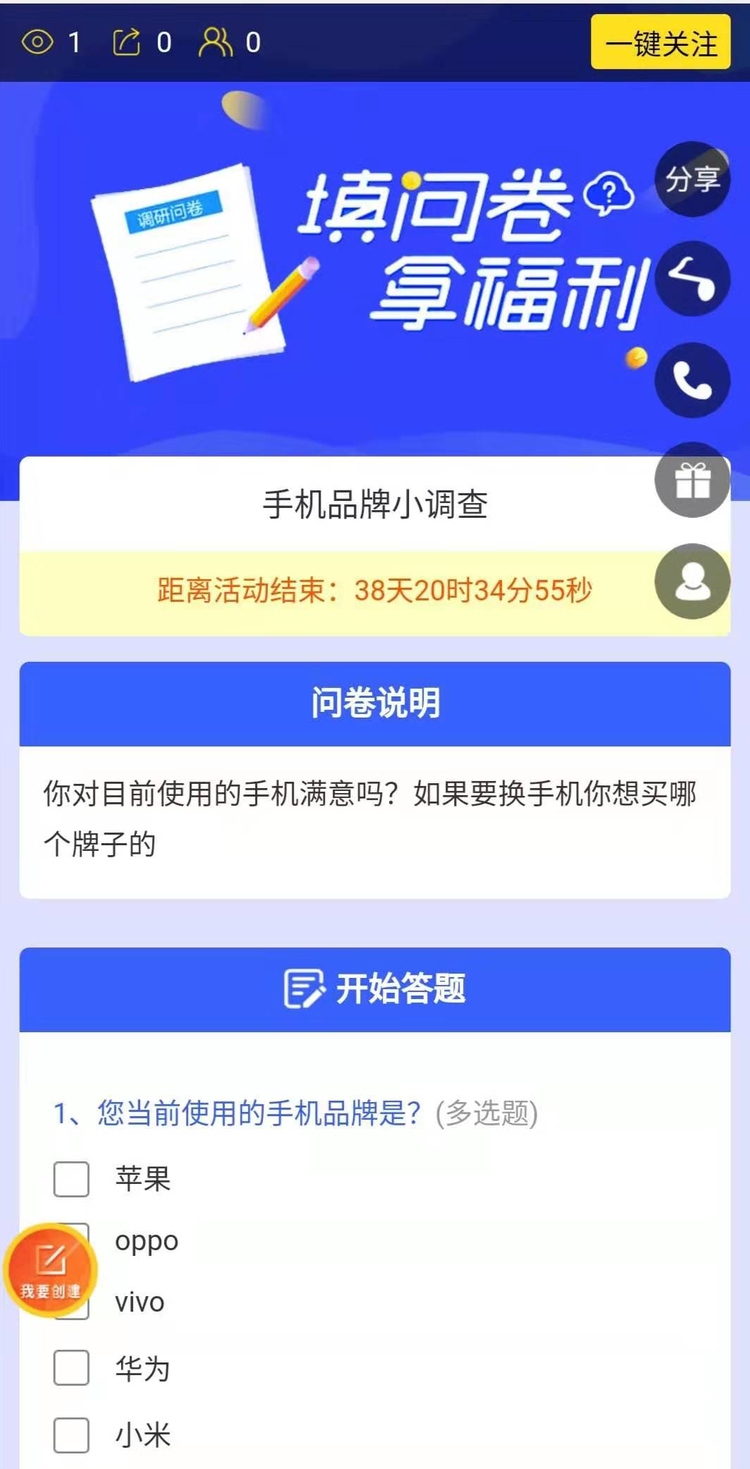 1 0 0 一键关注
调研问卷
填问卷
拿福利
分享
手机品牌小调查
距离活动结束：38天20时34分55秒
问卷说明
你对目前使用的手机满意吗？如果要换手机你想买哪
个牌子的
开始答题
1、您当前使用的手机品牌是？(多选题)
苹果
oppo
我要创建
vivo
华为
小米